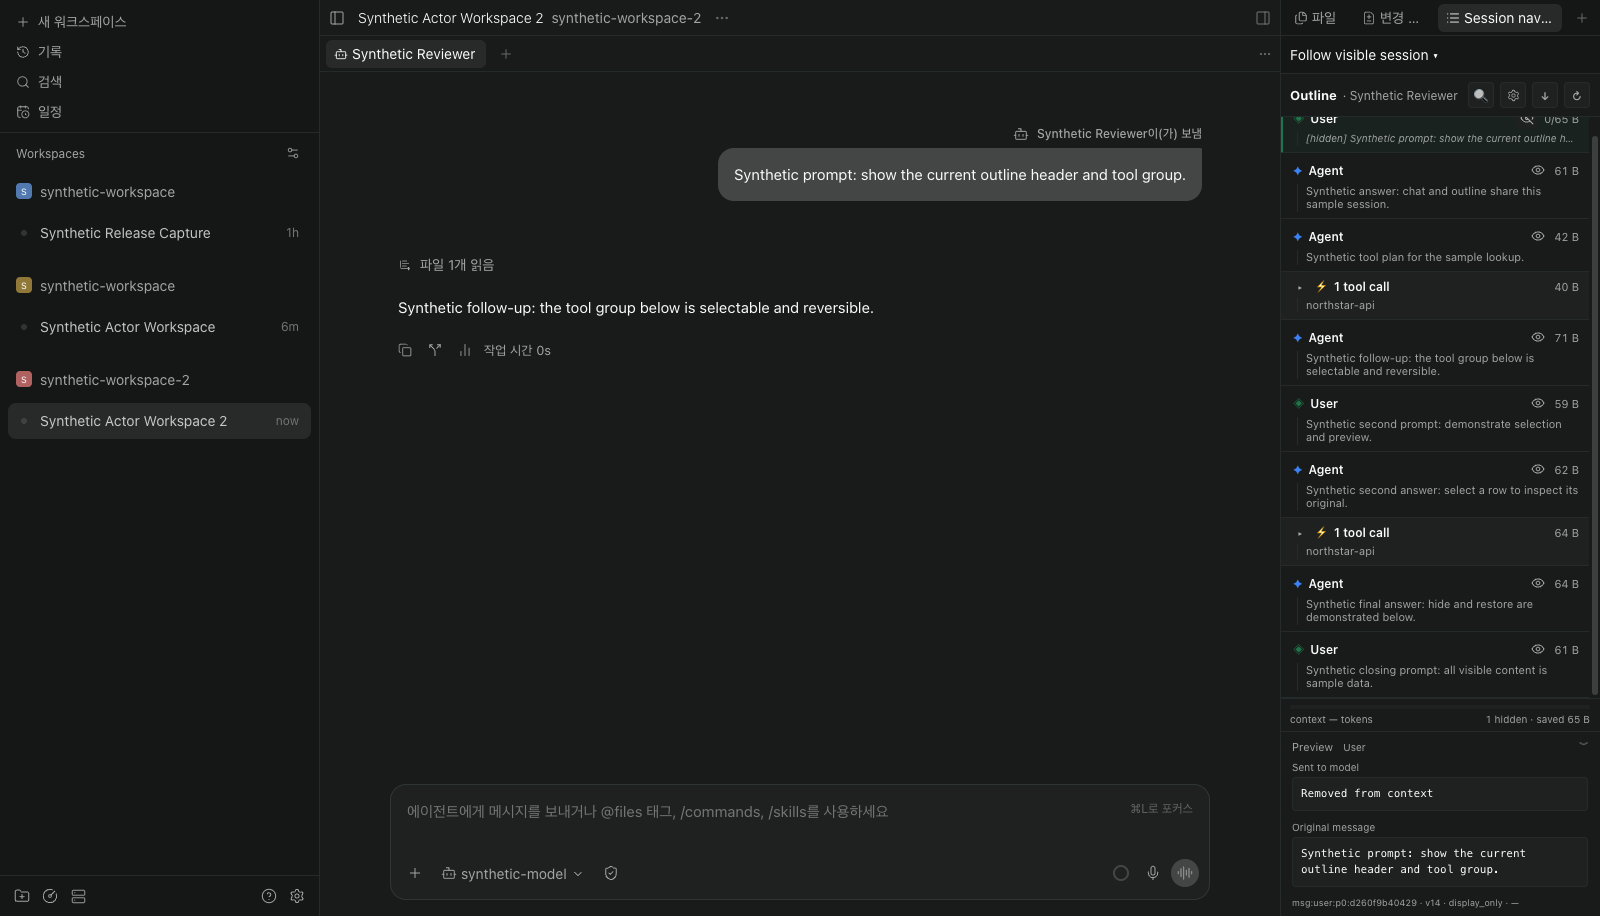 새 워크스페이스
기록
검색
일정
Workspaces
S synthetic-workspace
Synthetic Release Capture 1h
S synthetic-workspace
Synthetic Actor Workspace 6m
S synthetic-workspace-2
Synthetic Actor Workspace 2 now
Synthetic Actor Workspace 2 synthetic-workspace-2 ···
Synthetic Reviewer
Synthetic Reviewer이(가) 보냄
Synthetic prompt: show the current outline header and tool group.
파일 1개 읽음
Synthetic follow-up: the tool group below is selectable and reversible.
작업 시간 0s
에이전트에게 메시지를 보내거나 @files 태그, /commands, /skills를 사용하세요
⌘L로 포커스
synthetic-model
파일 변경 ... Session nav...
Follow visible session
Outline · Synthetic Reviewer
User 0/65 B
[hidden] Synthetic prompt: show the current outline h...
Agent 61 B
Synthetic answer: chat and outline share this
sample session.
Agent 42 B
Synthetic tool plan for the sample lookup.
1 tool call 40 B
northstar-api
Agent 71 B
Synthetic follow-up: the tool group below is
selectable and reversible.
User 59 B
Synthetic second prompt: demonstrate selection
and preview.
Agent 62 B
Synthetic second answer: select a row to inspect its
original.
1 tool call 64 B
northstar-api
Agent 64 B
Synthetic final answer: hide and restore are
demonstrated below.
User 61 B
Synthetic closing prompt: all visible content is
sample data.
context — tokens 1 hidden · saved 65 B
Preview User
Sent to model
Removed from context
Original message
Synthetic prompt: show the current
outline header and tool group.
msg:user:p0:d260f9b40429 · v14 · display_only · —